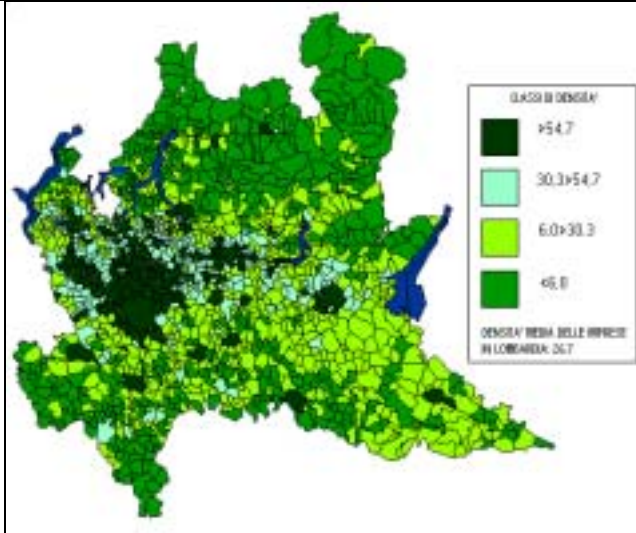 CLASSI DI DENSITA'
>54.7
30.3>54.7
6.0>30.3
<6.0
DENSITA' MEDIA DELLE IMPRESE
IN LOMBARDIA: 26.7